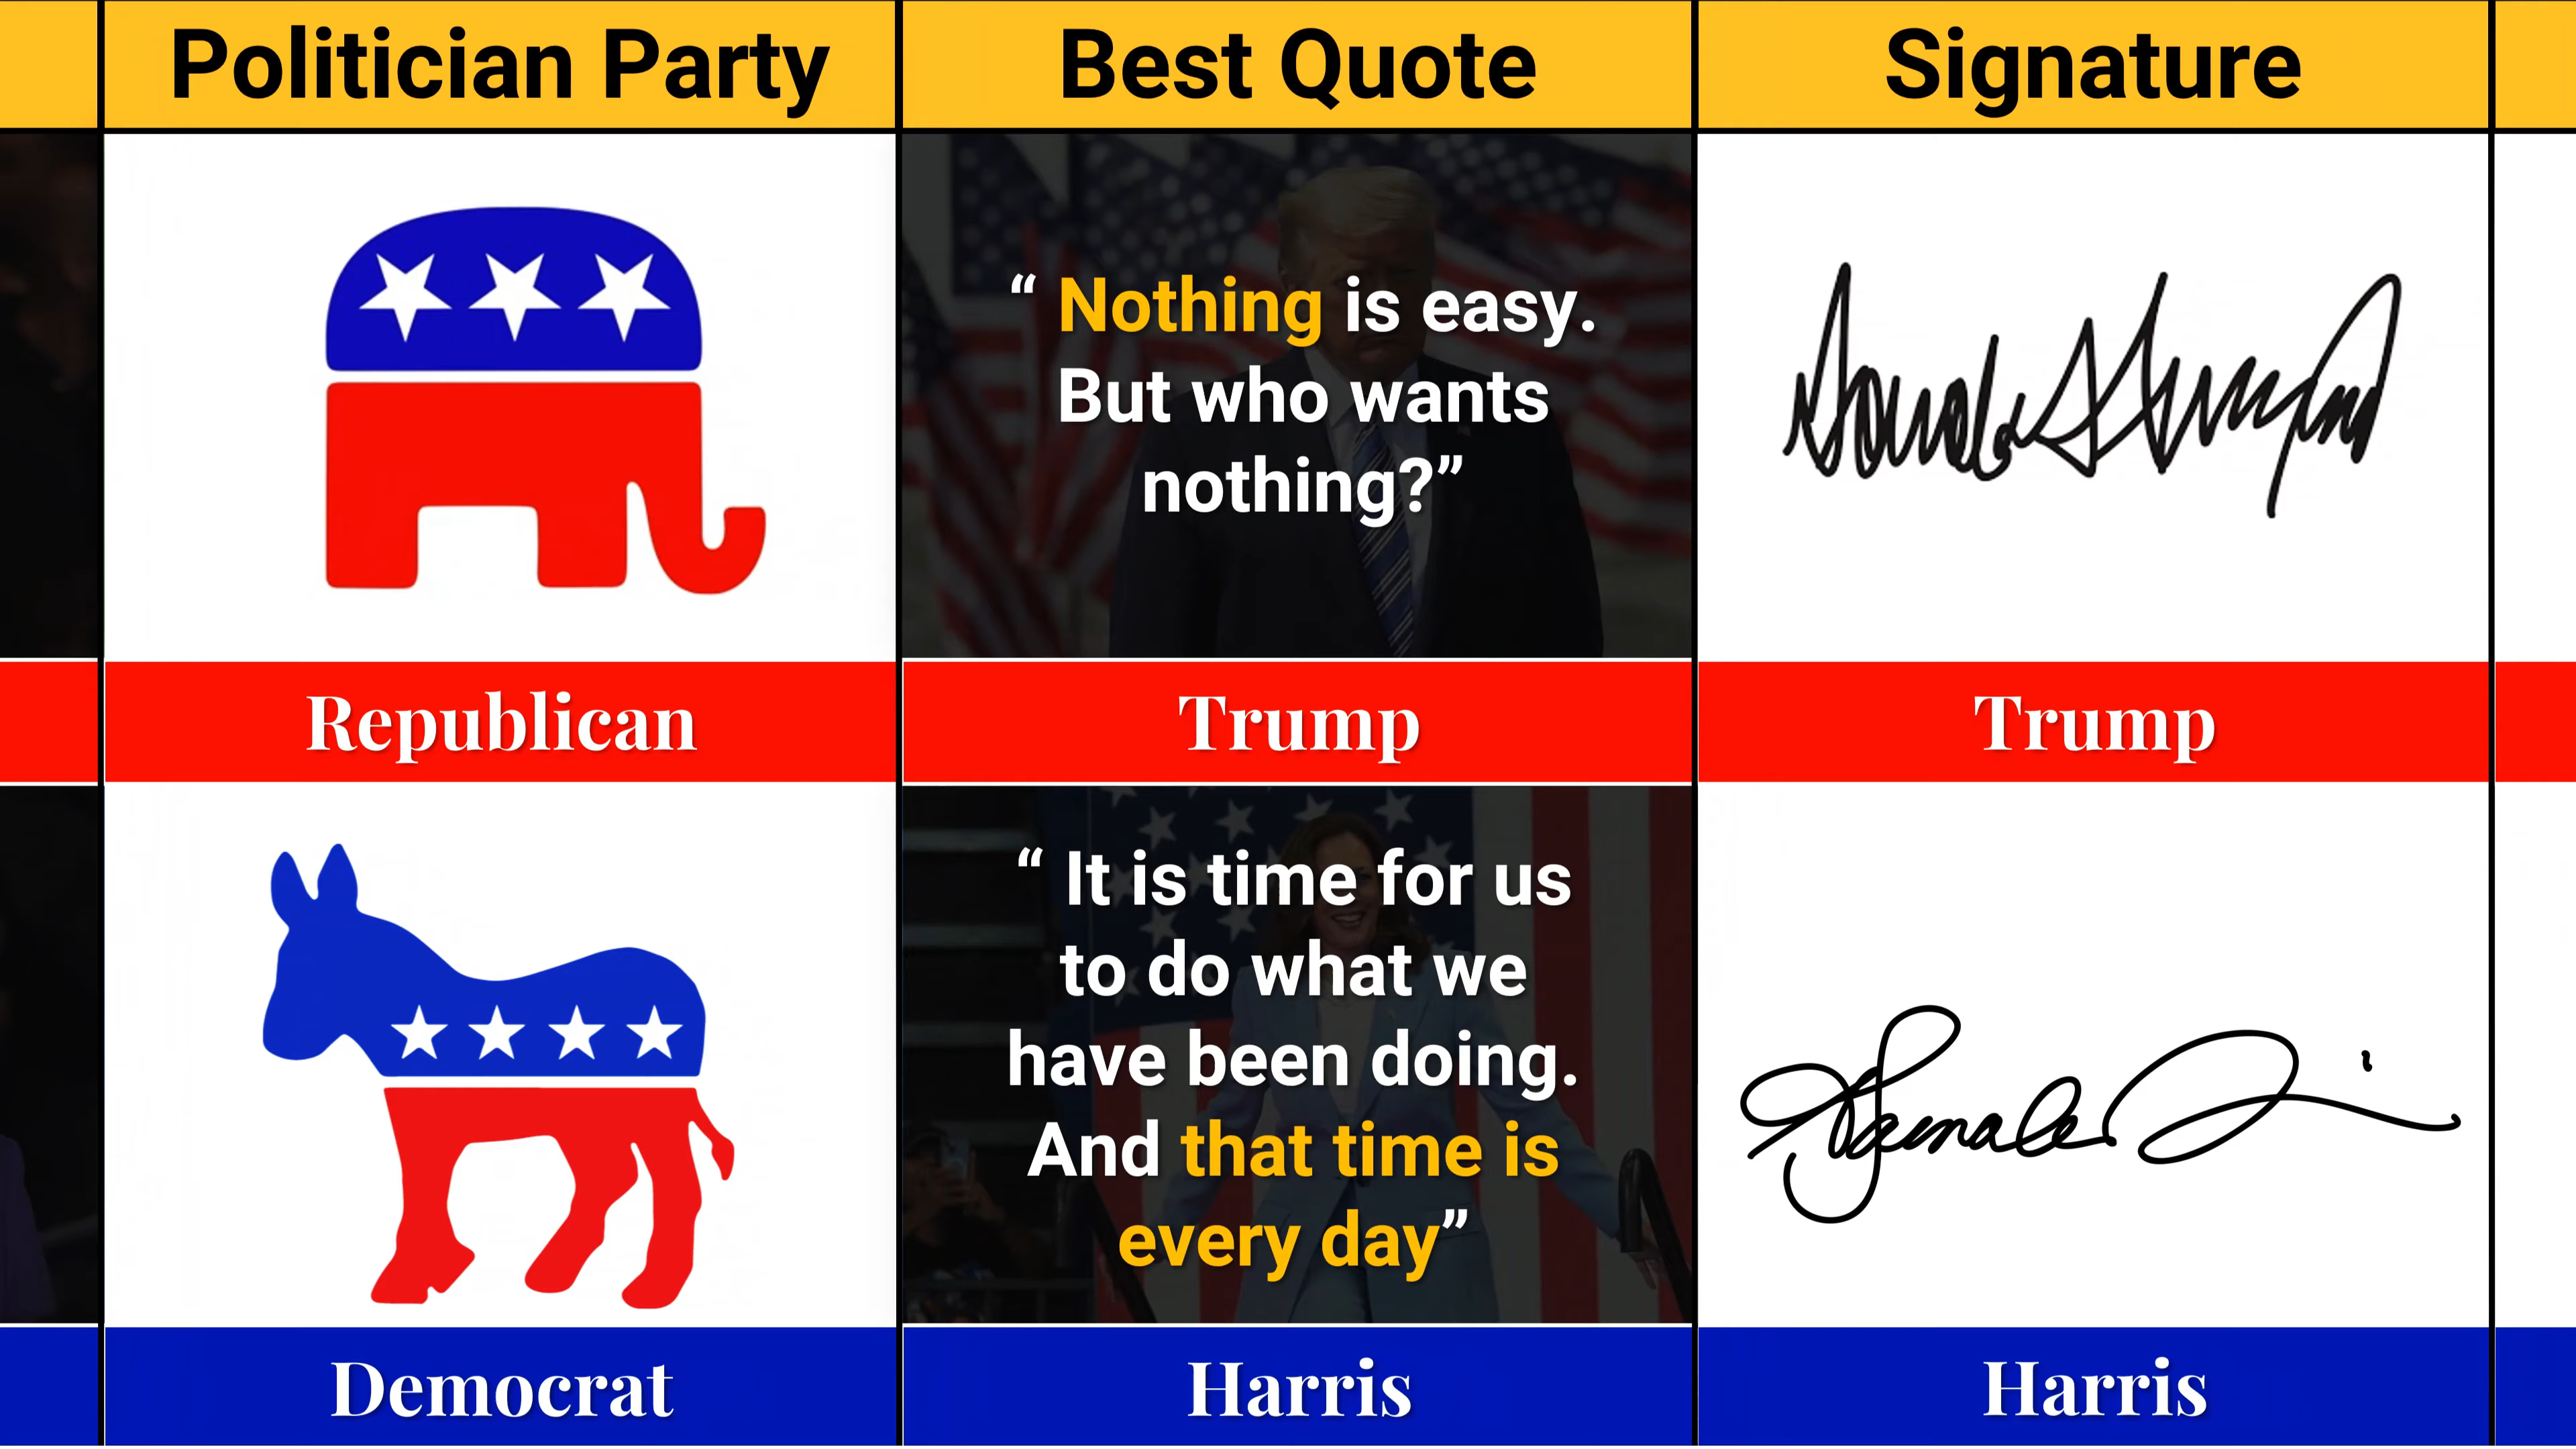 Politician Party
Best Quote
Signature
“ Nothing is easy.
But who wants
nothing?”
Republican
Trump
Trump
“ It is time for us
to do what we
have been doing.
And that time is
every day”
Democrat
Harris
Harris